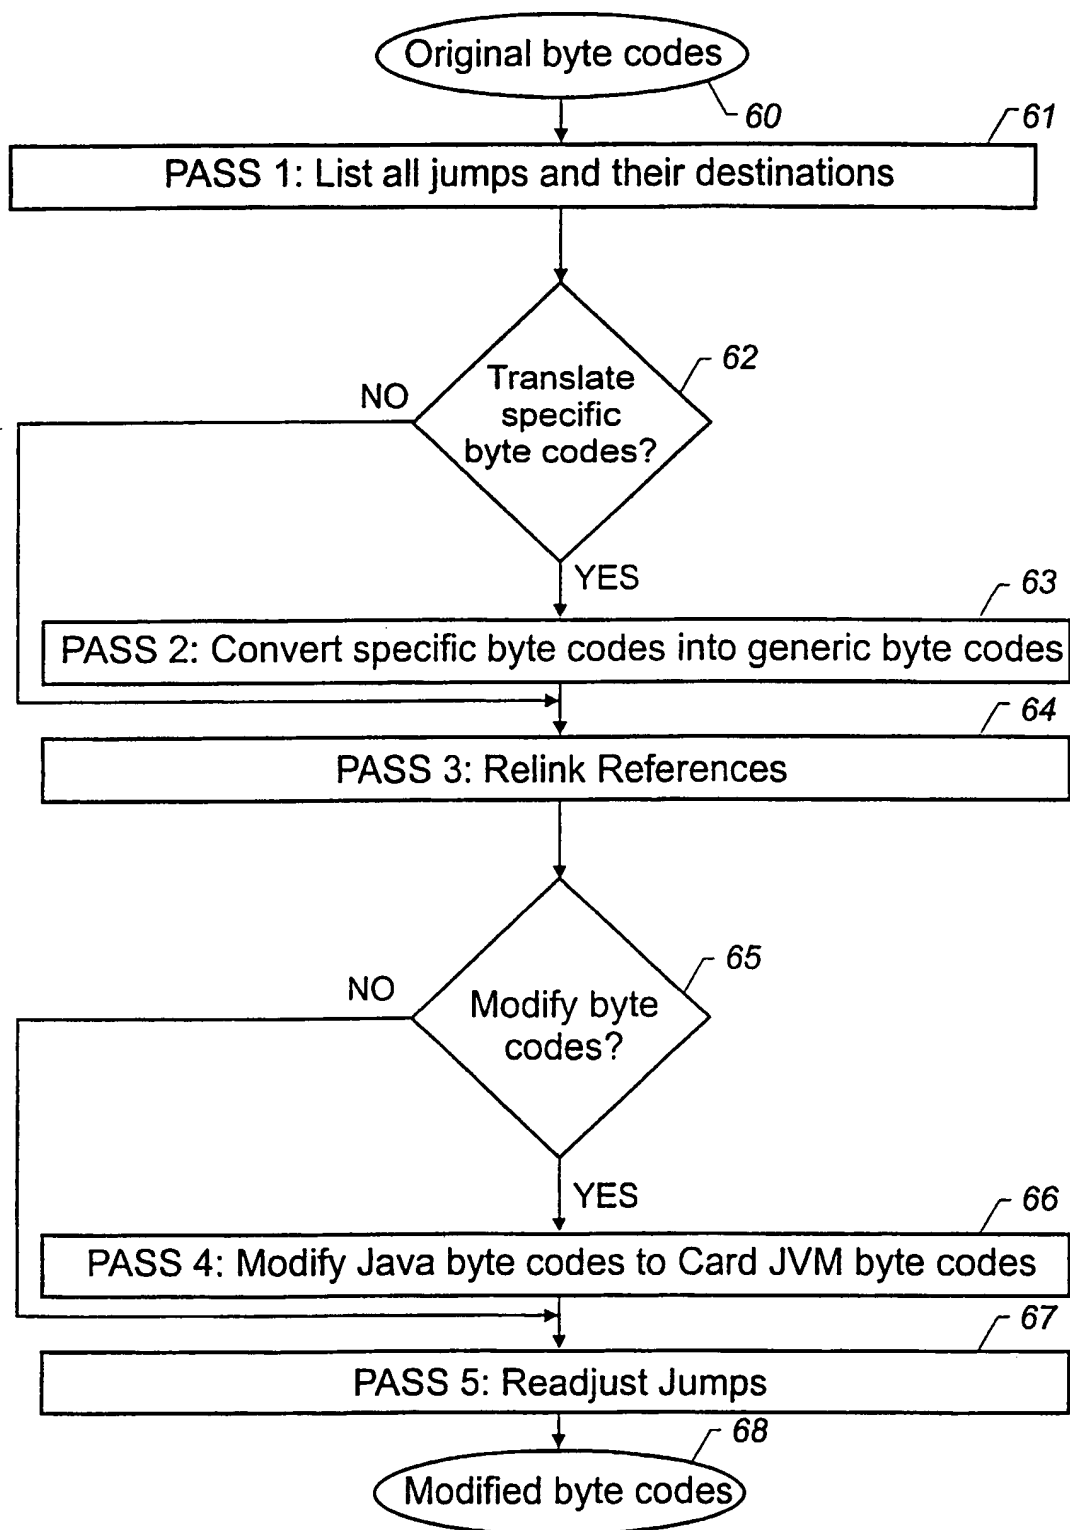 Original byte codes
60
61
PASS 1: List all jumps and their destinations
62
Translate
specific
byte codes?
NO
YES
63
PASS 2: Convert specific byte codes into generic byte codes
64
PASS 3: Relink References
65
NO
Modify byte
codes?
YES
66
PASS 4: Modify Java byte codes to Card JVM byte codes
67
PASS 5: Readjust Jumps
68
Modified byte codes